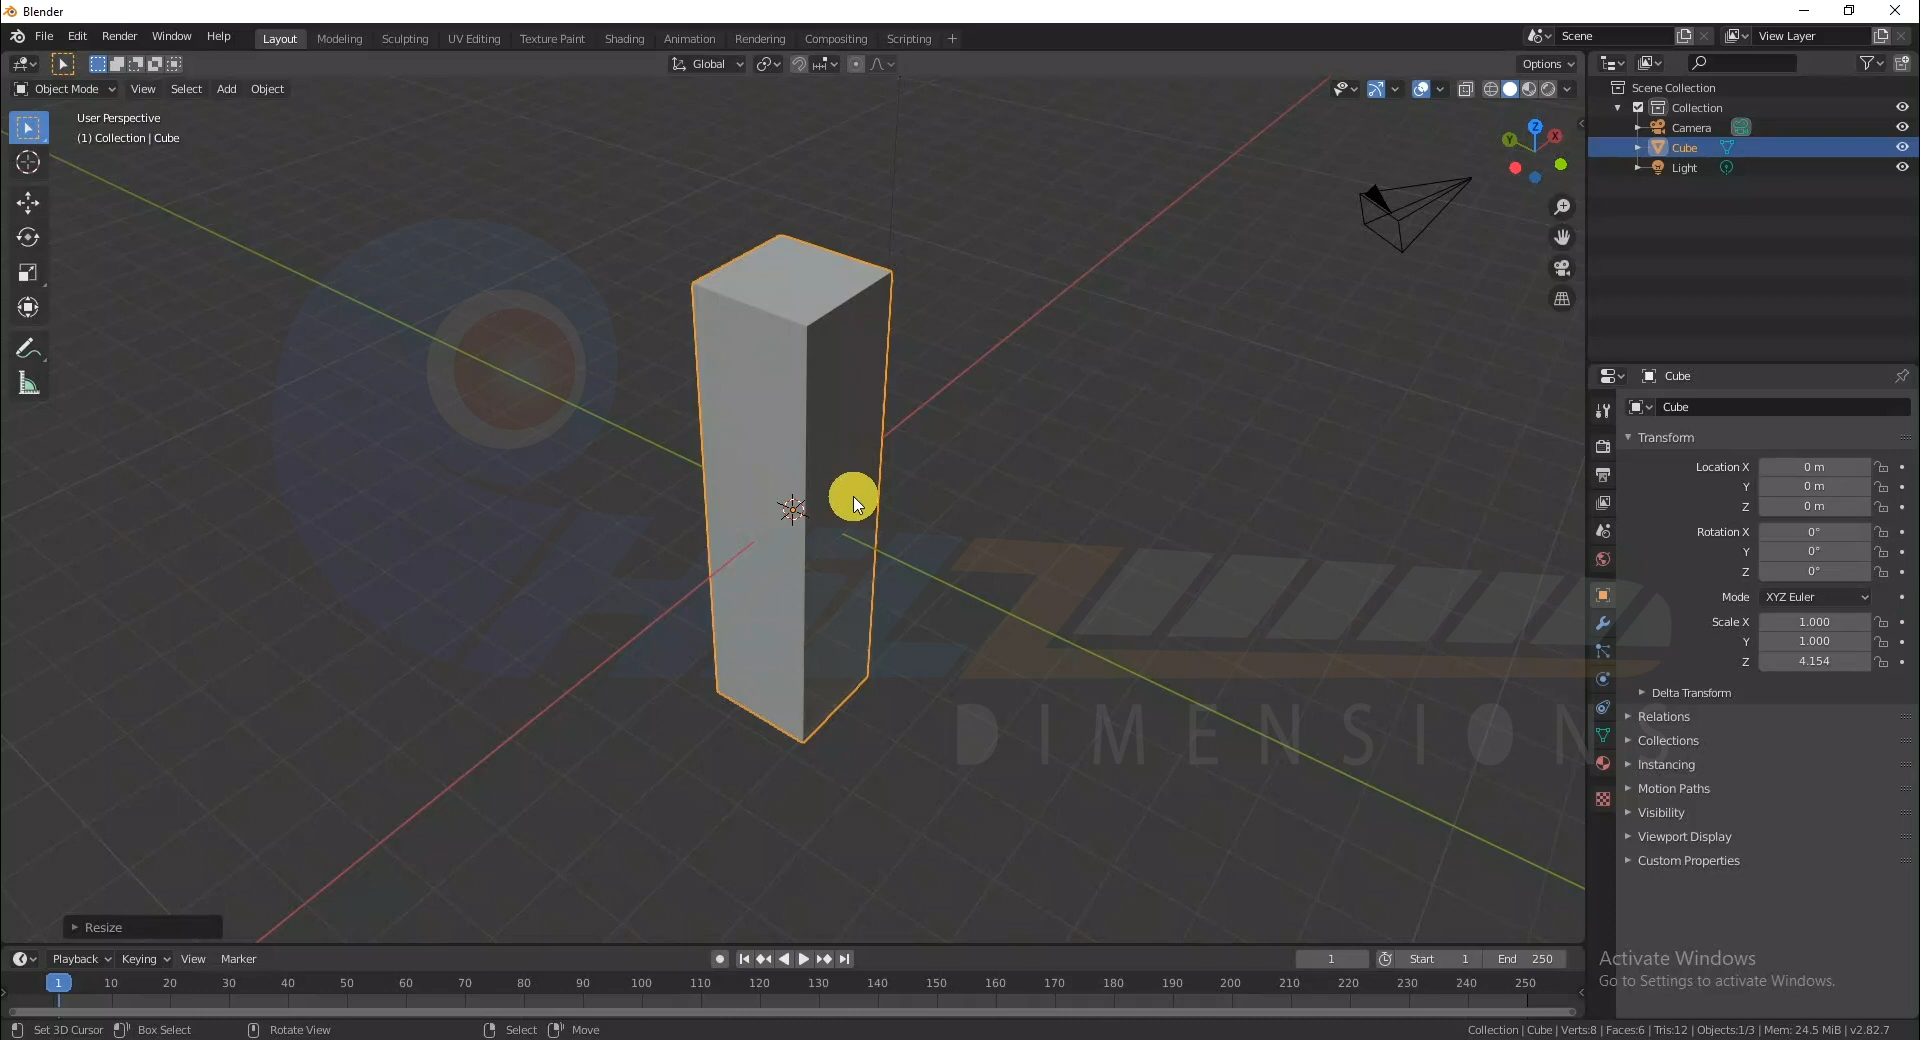 Blender
File Edit Render Window Help Layout Modeling Sculpting UV Editing Texture Paint Shading Animation Rendering Compositing Scripting + Scene View Layer
Global Options
Object Mode View Select Add Object
User Perspective
(1) Collection | Cube
Z
Y
X
Scene Collection
Collection
Camera
Cube
Light
Cube
Cube
Transform
Location X 0 m
Y 0 m
Z 0 m
Rotation X 0°
Y 0°
Z 0°
Mode XYZ Euler
Scale X 1.000
Y 1.000
Z 4.154
Delta Transform
Relations
Collections
Instancing
Motion Paths
Visibility
Viewport Display
Custom Properties
DIMENSIONS
Resize
Activate Windows
Go to Settings to activate Windows.
Playback Keying View Marker 1 Start 1 End 250
1 10 20 30 40 50 60 70 80 90 100 110 120 130 140 150 160 170 180 190 200 210 220 230 240 250
Set 3D Cursor Box Select Rotate View Select Move Collection | Cube | Verts:8 | Faces:6 | Tris:12 | Objects:1/3 | Mem: 24.5 MiB | v2.82.7